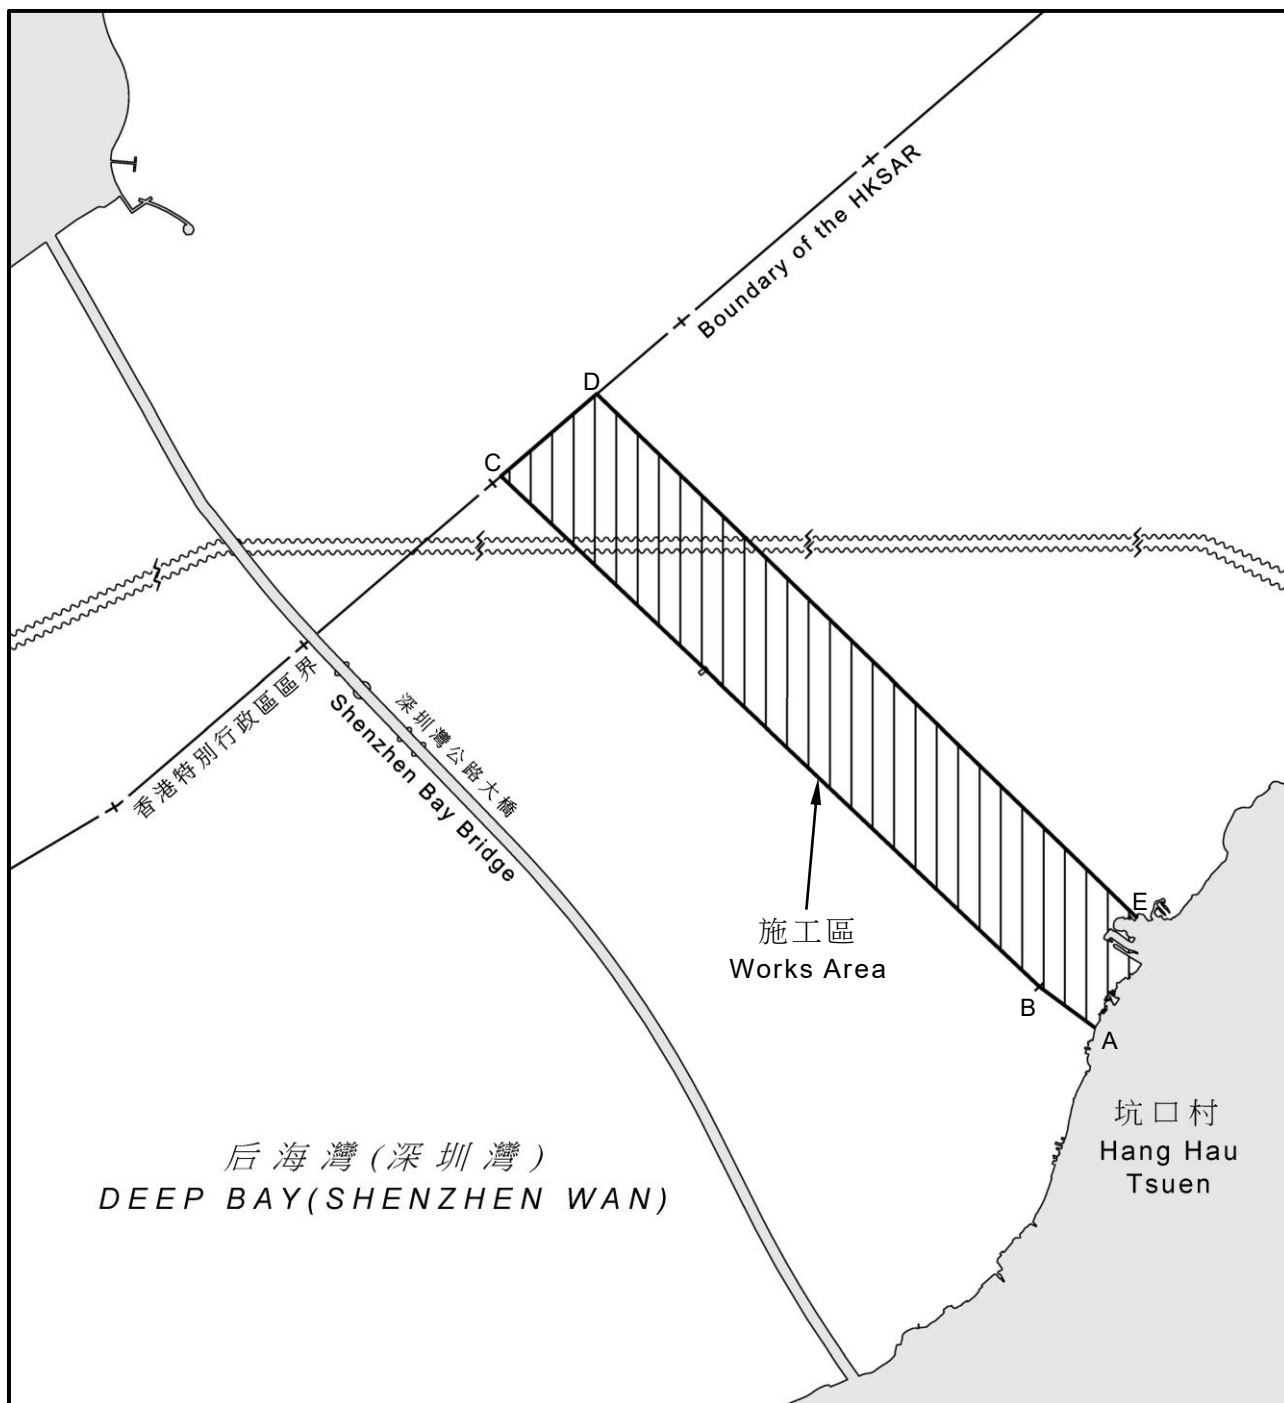 Boundary of the HKSAR
D
C
香港特別行政區區界
深圳灣公路大橋
Shenzhen Bay Bridge
E
施工區
Works Area
B
A
坑口村
Hang Hau
Tsuen
后海灣(深圳灣)
DEEP BAY(SHENZHEN WAN)